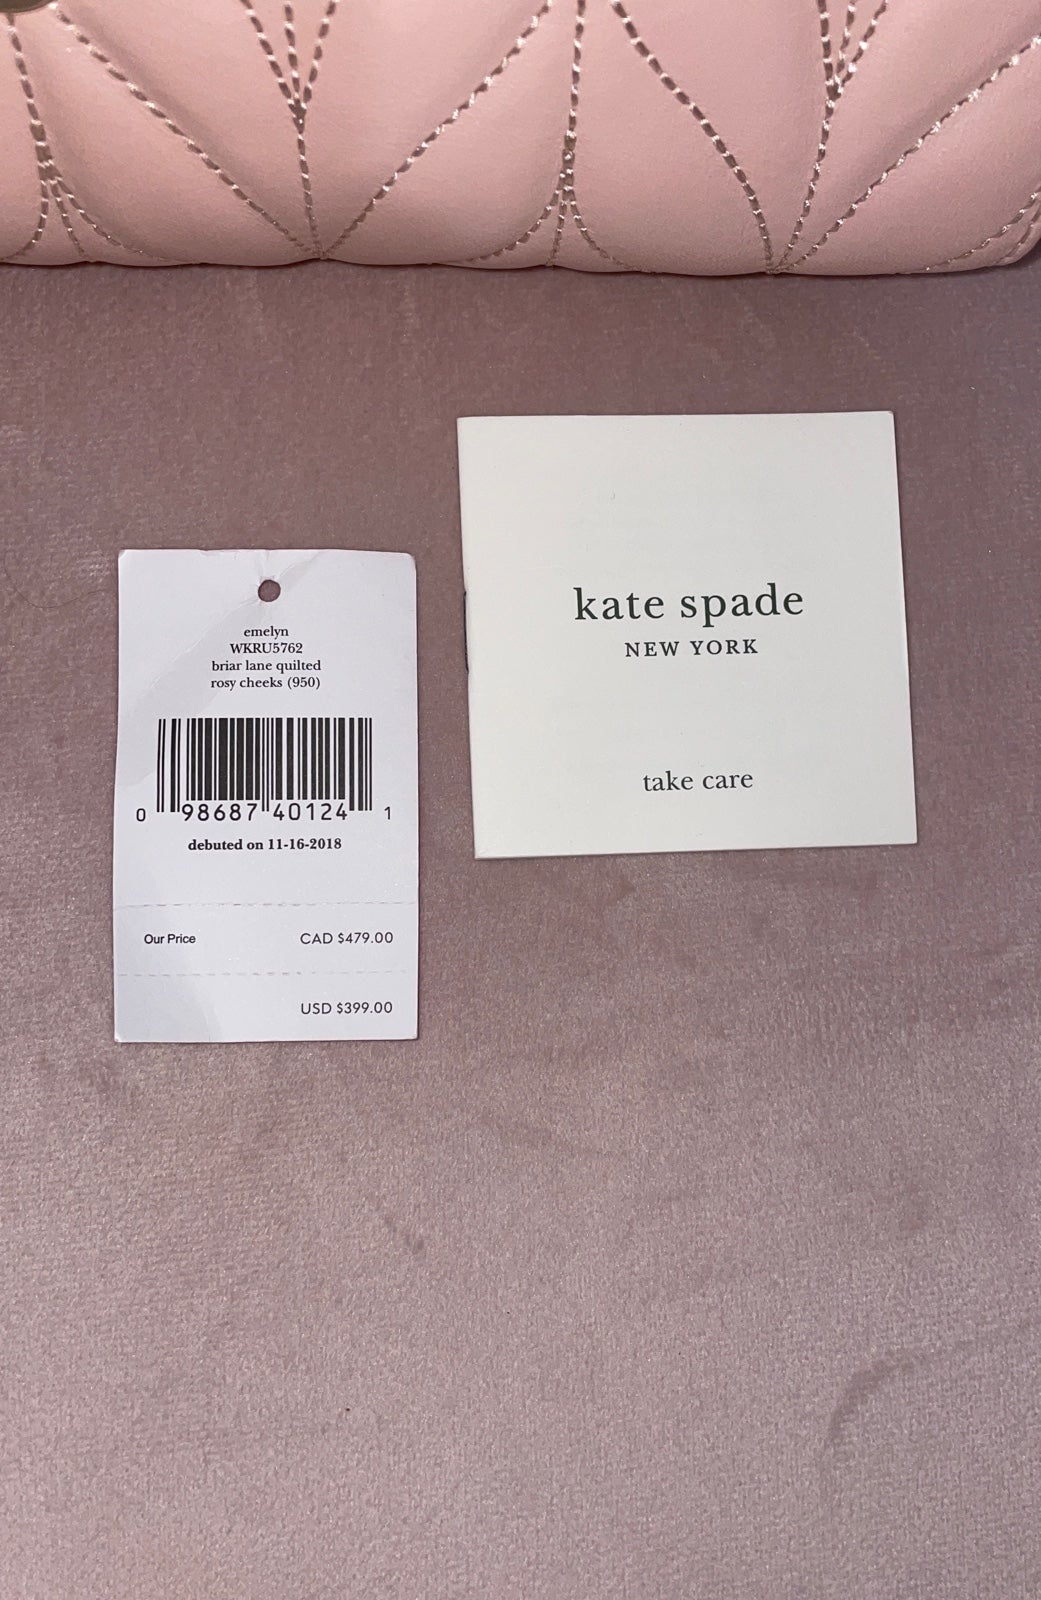 emelyn
WKRU5762
briar lane quilted
rosy cheeks (950)
0 98687 40124 1
debuted on 11-16-2018
Our Price CAD $479.00
USD $399.00
kate spade
NEW YORK
take care